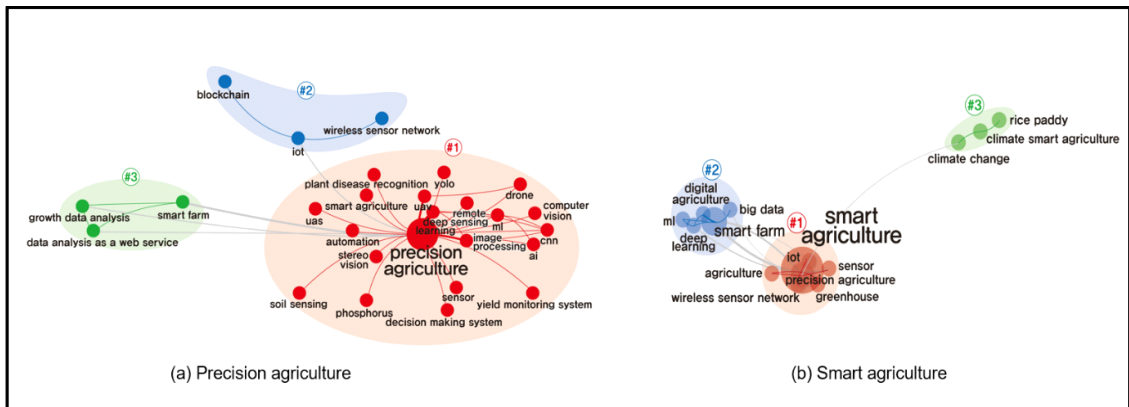 #2
blockchain
wireless sensor network
iot
#1
#3
plant disease recognition
yolo
smart agriculture
uav
drone
growth data analysis
smart farm
uas
remote
deep sensing
learning
ml
computer
vision
data analysis as a web service
automation
image
processing
cnn
ai
stereo
vision
precision
agriculture
soil sensing
phosphorus
sensor
decision making system
yield monitoring system
(a) Precision agriculture
#3
rice paddy
climate smart agriculture
climate change
#2
digital
agriculture
big data
ml
smart farm
deep
learning
#1
smart
agriculture
iot
agriculture
sensor
precision agriculture
wireless sensor network
greenhouse
(b) Smart agriculture